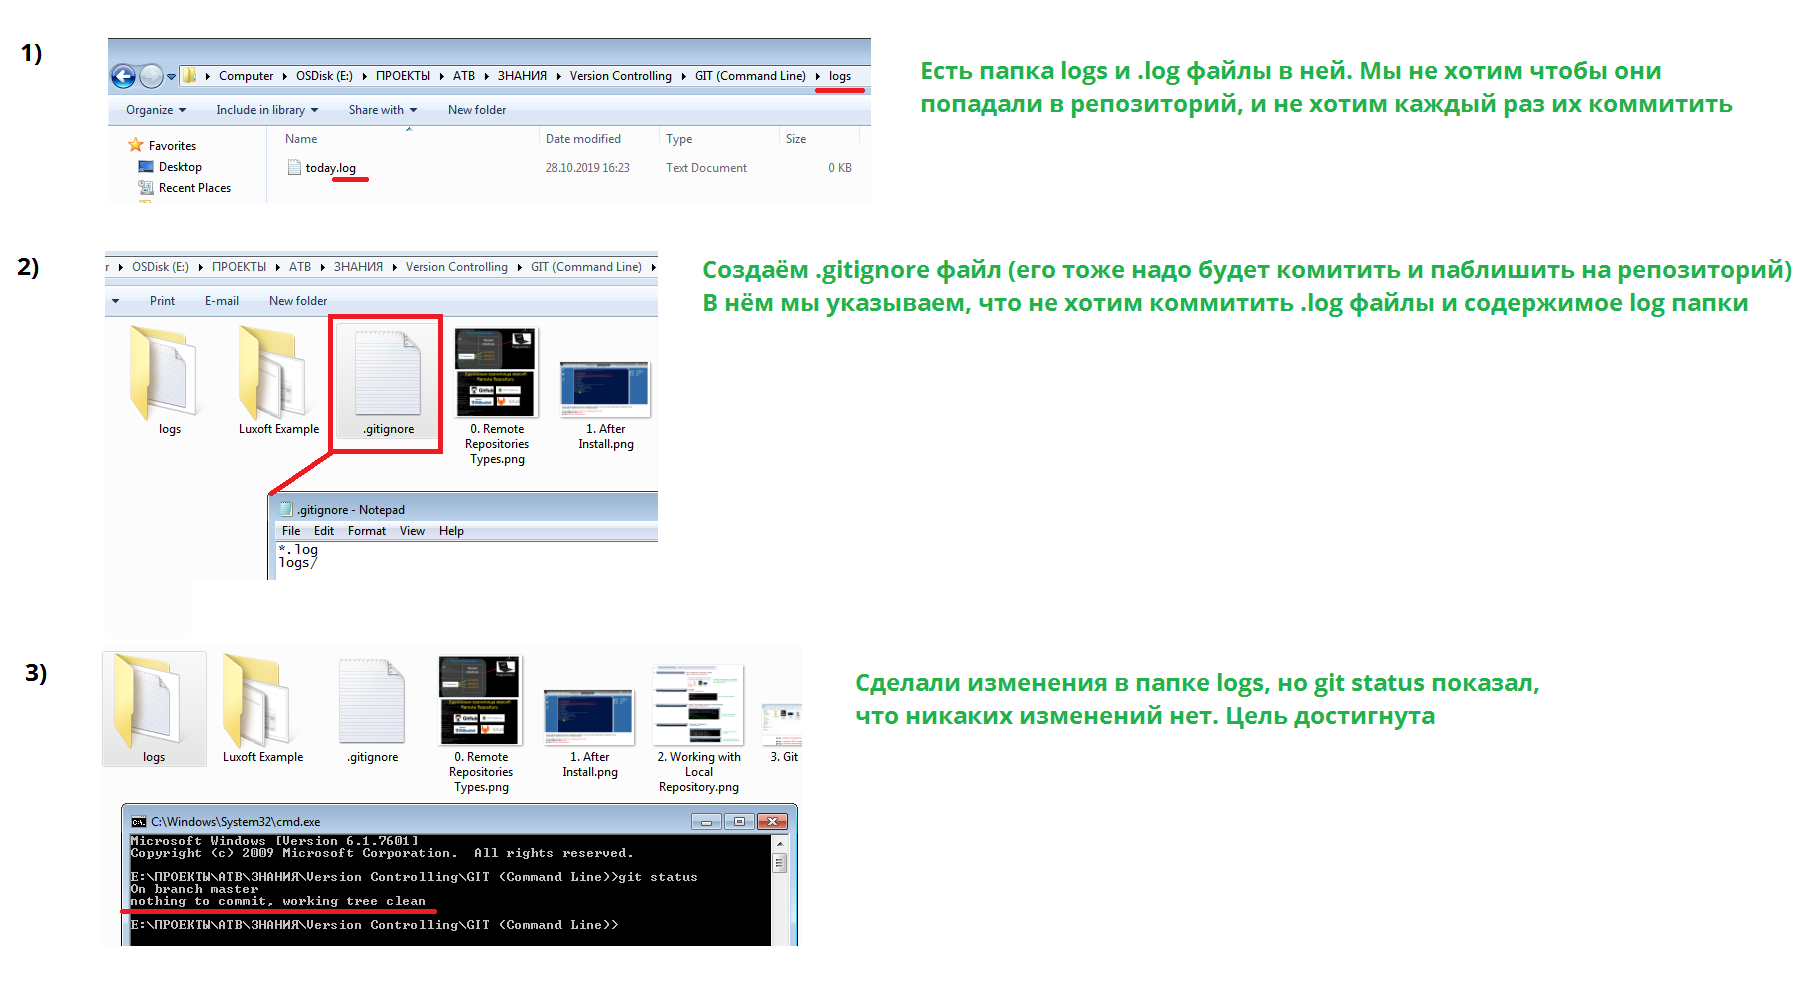 1)
Computer ▸ OSDisk (E:) ▸ ПРОЕКТЫ ▸ АТВ ▸ ЗНАНИЯ ▸ Version Controlling ▸ GIT (Command Line) ▸ logs
Organize Include in library Share with New folder
Favorites
Desktop
Recent Places
Name Date modified Type Size
today.log 28.10.2019 16:23 Text Document 0 KB
Есть папка logs и .log файлы в ней. Мы не хотим чтобы они
попадали в репозиторий, и не хотим каждый раз их коммитить
2)
r ▸ OSDisk (E:) ▸ ПРОЕКТЫ ▸ АТВ ▸ ЗНАНИЯ ▸ Version Controlling ▸ GIT (Command Line) ▸
Print E-mail New folder
logs
Luxoft Example
.gitignore
0. Remote
Repositories
Types.png
1. After
Install.png
.gitignore - Notepad
File Edit Format View Help
*.log
logs/
Создаём .gitignore файл (его тоже надо будет комитить и паблишить на репозиторий)
В нём мы указываем, что не хотим коммитить .log файлы и содержимое log папки
3)
logs
Luxoft Example
.gitignore
0. Remote
Repositories
Types.png
1. After
Install.png
2. Working with
Local
Repository.png
3. Git
C:\Windows\System32\cmd.exe
Microsoft Windows [Version 6.1.7601]
Copyright (c) 2009 Microsoft Corporation.  All rights reserved.
E:\ПРОЕКТЫ\АТВ\ЗНАНИЯ\Version Controlling\GIT (Command Line)>git status
On branch master
nothing to commit, working tree clean
E:\ПРОЕКТЫ\АТВ\ЗНАНИЯ\Version Controlling\GIT (Command Line)>
Сделали изменения в папке logs, но git status показал,
что никаких изменений нет. Цель достигнута